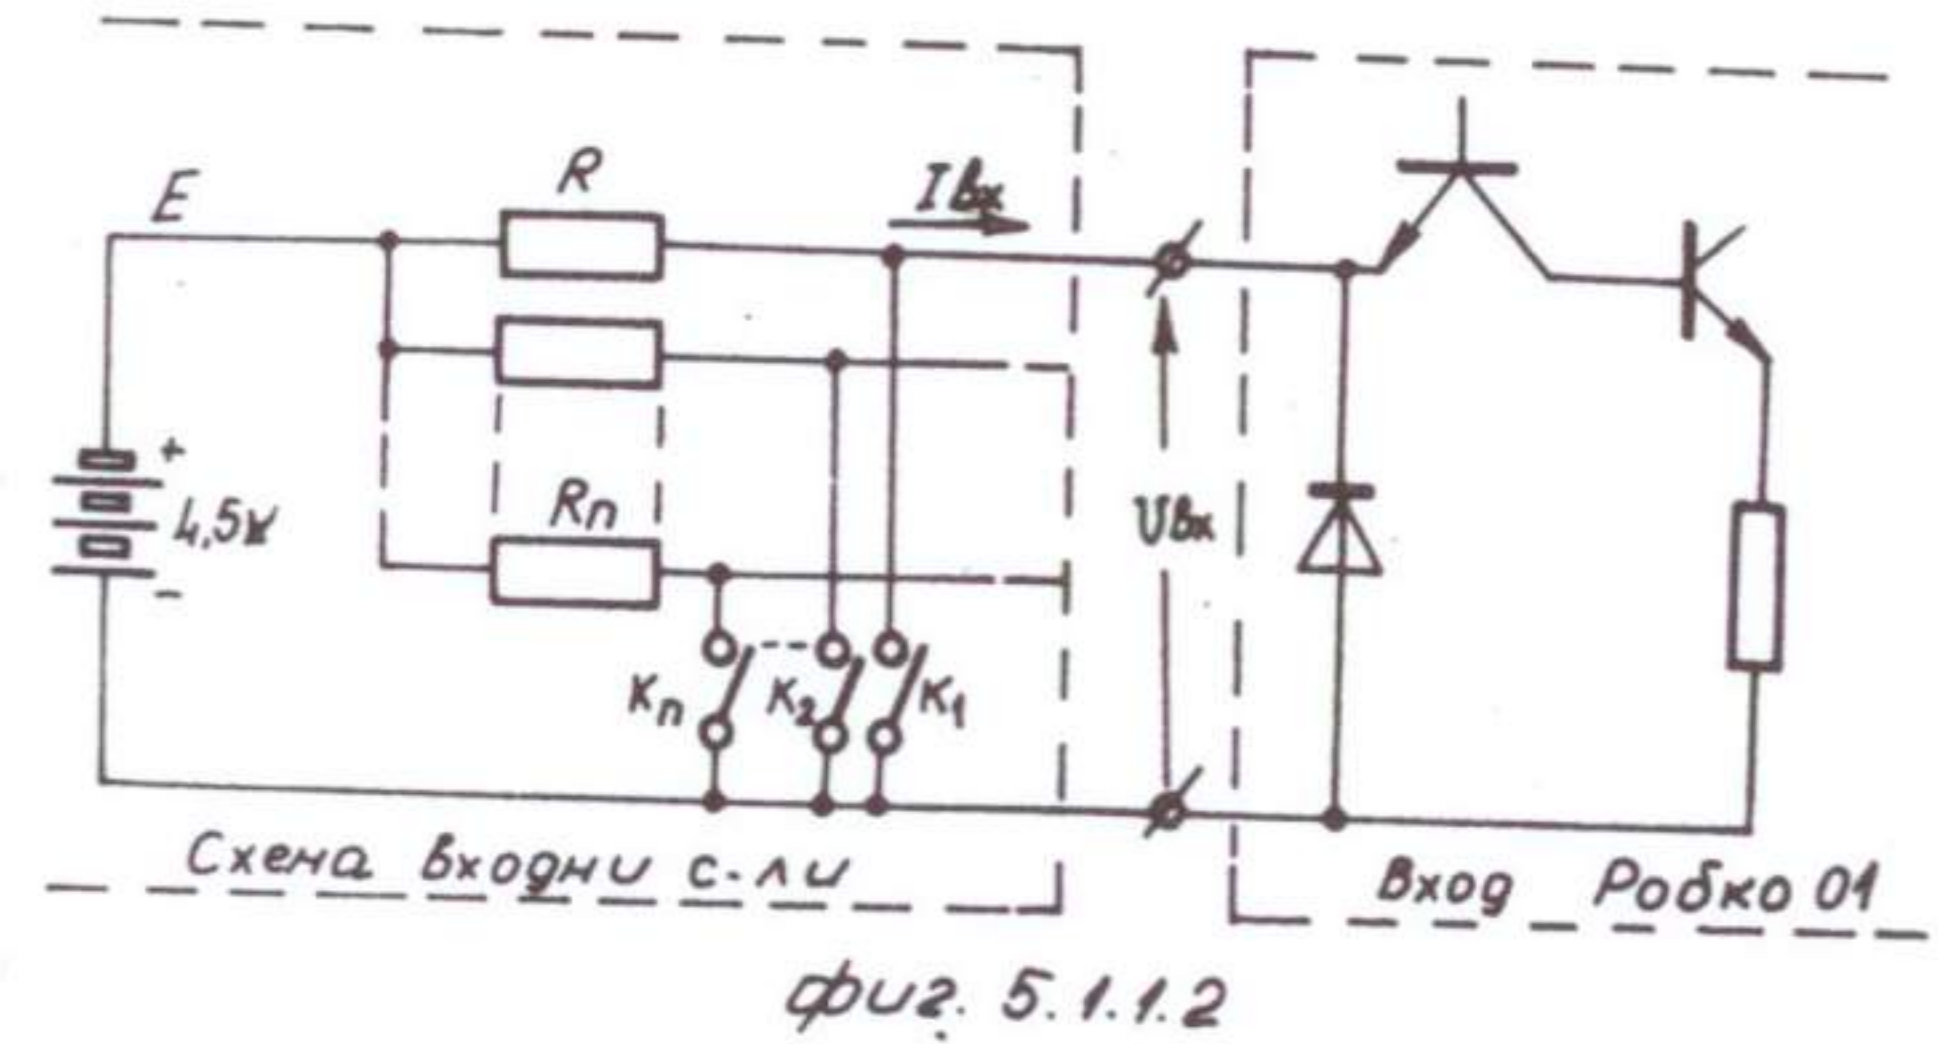 E
R
Iвх
+
4,5V
-
Rn
Uвх
Kn
K2
K1
Схема входни с-ли
Вход Робко 01
фиг. 5.1.1.2